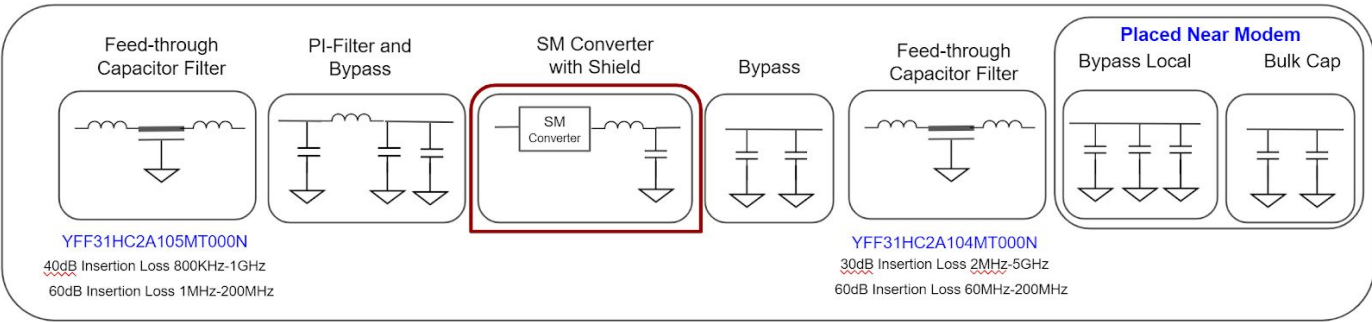 Feed-through
Capacitor Filter
PI-Filter and
Bypass
SM Converter
with Shield
Bypass
Feed-through
Capacitor Filter
Placed Near Modem
Bypass Local
Bulk Cap
SM
Converter
YFF31HC2A105MT000N
40dB Insertion Loss 800KHz-1GHz
60dB Insertion Loss 1MHz-200MHz
YFF31HC2A104MT000N
30dB Insertion Loss 2MHz-5GHz
60dB Insertion Loss 60MHz-200MHz